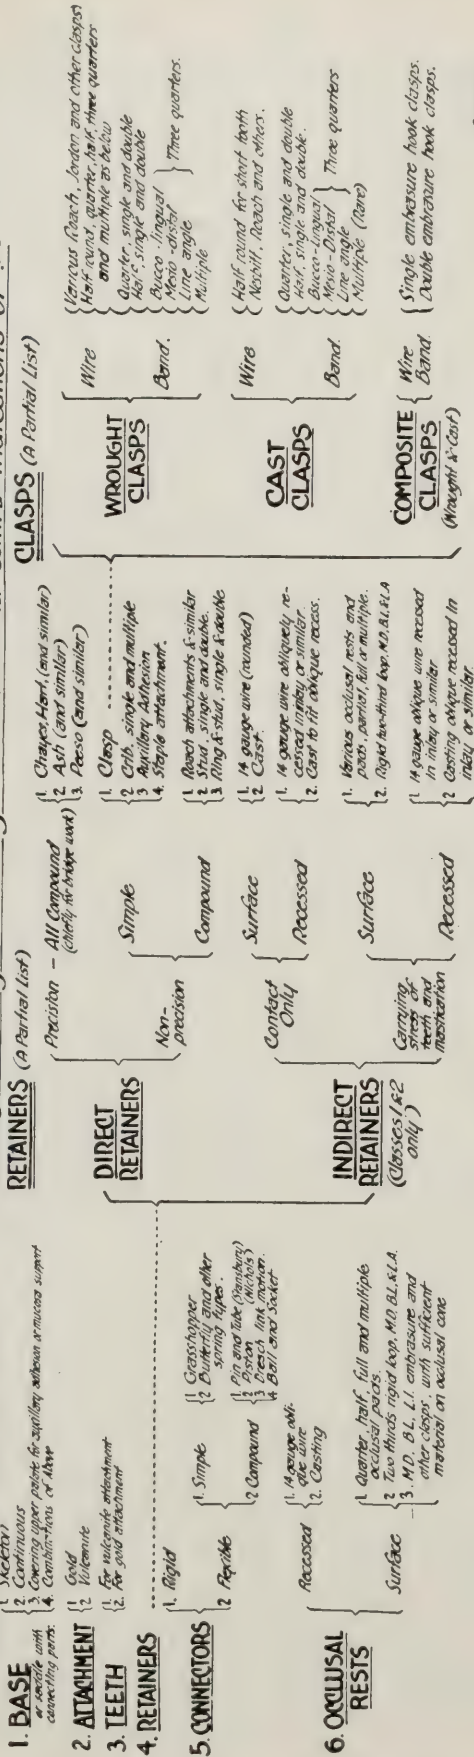 1. BASE
or saddle with
connecting parts.
1 Skeleton
2. Continuous
3. Covering upper palate for auxiliary adhesion or mucosa support
4. Combinations of Above
2. ATTACHMENT
1 Gold
2 Vulcanite
3. TEETH
1. For vulcanite attachment
2. For gold attachment
4. RETAINERS
5. CONNECTORS
1. Rigid
2 Flexible
1. Simple
1 Grasshopper
2 Butterfly and other
spring types.
2 Compound
1. Pin and Tube (Stansbury)
2 Piston (Nichols)
3 Breach link motion.
4 Ball and Socket
6. OCCLUSAL
RESTS
Recessed
1. 14 gauge obli-
que wire
2. Casting
Surface
1 Quarter, half, full and multiple
occlusal pads.
2 Two thirds rigid loop, M.D. B.L. & L.A.
3. M.D., B.L., L.I. embrasure and
other clasps, with sufficient
material on occlusal cone
RETAINERS (A Partial List)
DIRECT
RETAINERS
Precision - All Compound
(chiefly for bridge work)
1. Chayes, Hart, (and similar)
2 Ash (and similar)
3. Peeso (and similar)
Non-
precision
Simple
1. Clasp
2 Crib, single and multiple
3 Auxillary Adhesion
4. Staple attachment.
Compound
1. Roach attachments & similar
2 Stud, single and double.
3 Ring & stud, single & double
INDIRECT
RETAINERS
(Classes 1 & 2
only)
Contact
Only
Surface
1. 14 gauge wire (rounded)
2. Cast.
Recessed
1. 14 gauge wire obliquely re-
cessed in inlay, or similar.
2. Cast to fit oblique recess.
Carrying
stress of
teeth and
mastication
Surface
1 Various occlusal rests and
pads, partial, full or multiple.
2. Rigid two-third loop, M.D. B.L. & L.A
Recessed
1 14 gauge oblique wire recessed
in inlay or similar
2 Casting oblique recessed in
inlay, or similar.
CLASPS (A Partial List)
WROUGHT
CLASPS
Wire
Various Roach, Jordon and other clasps
Half round, quarter, half, three quarters
and multiple as below
Band.
Quarter, single and double
Half, single and double
Bucco-lingual
Mesio-distal
Line angle
Three quarters.
Multiple
CAST
CLASPS
Wire
Half round for short tooth
Nesbitt, Roach and others.
Band.
Quarter, single and double
Half, single and double.
Bucco-Lingual
Mesio-Distal
Line angle
Three quarters
Multiple (Rare)
COMPOSITE
CLASPS
(Wrought & Cast)
Wire
Band.
Single embrasure hook clasps.
Double embrasure hook clasps.